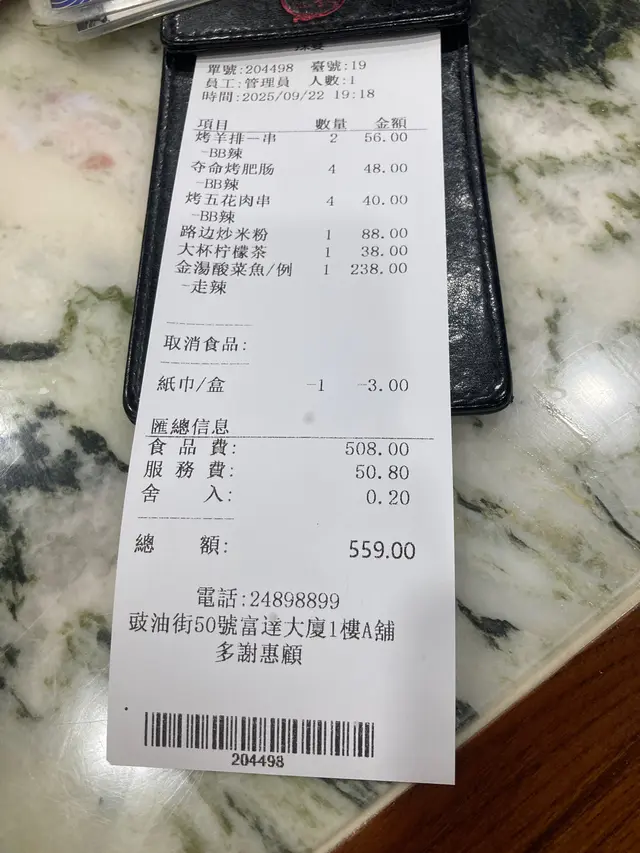 單號:204498 臺號:19
員工:管理員 人數:1
時間:2025/09/22 19:18
項目 數量 金額
烤羊排一串 2 56.00
-BB辣
夺命烤肥肠 4 48.00
-BB辣
烤五花肉串 4 40.00
-BB辣
路边炒米粉 1 88.00
大杯柠檬茶 1 38.00
金湯酸菜魚/例 1 238.00
-走辣
取消食品:
紙巾/盒 -1 -3.00
匯總信息
食品費: 508.00
服務費: 50.80
舍入: 0.20
總額: 559.00
電話:24898899
豉油街50號富達大廈1樓A舖
多謝惠顧
204498